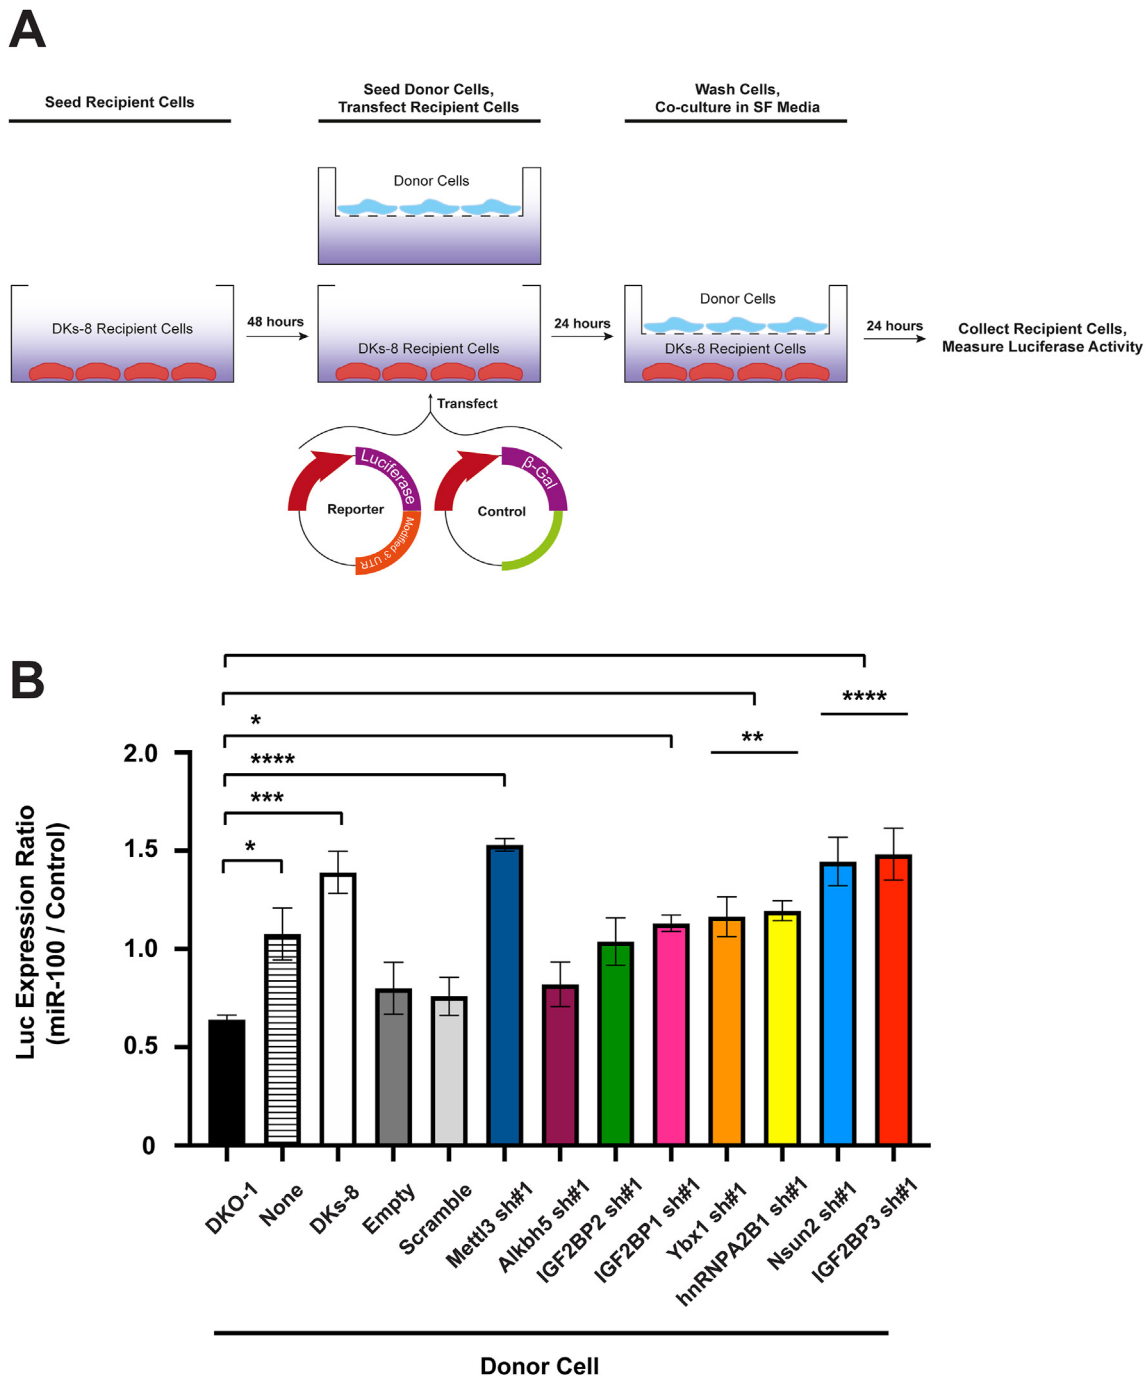 A
Seed Recipient Cells
Seed Donor Cells,
Transfect Recipient Cells
Wash Cells,
Co-culture in SF Media
Donor Cells
DKs-8 Recipient Cells
48 hours
DKs-8 Recipient Cells
24 hours
Donor Cells
DKs-8 Recipient Cells
24 hours
Collect Recipient Cells,
Measure Luciferase Activity
Transfect
Luciferase
Reporter
Modified 3' UTR
β-Gal
Control
B
****
*
**
****
***
*
2.0
1.5
1.0
0.5
0
Luc Expression Ratio
(miR-100 / Control)
DKO-1
None
DKs-8
Empty
Scramble
Mettl3 sh#1
Alkbh5 sh#1
IGF2BP2 sh#1
IGF2BP1 sh#1
Ybx1 sh#1
hnRNPA2B1 sh#1
Nsun2 sh#1
IGF2BP3 sh#1
Donor Cell